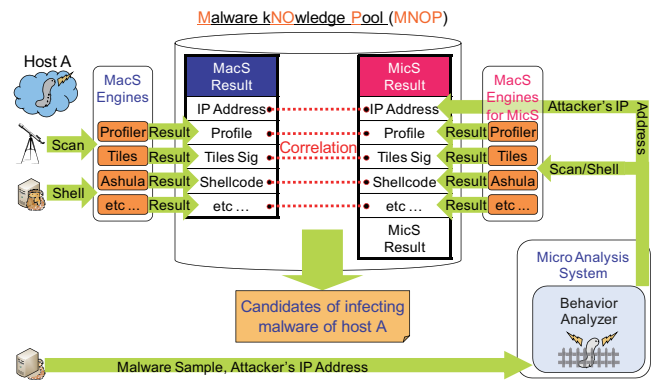 Malware kNOwledge Pool (MNOP)
Host A
MacS
Engines
MacS
Result
MicS
Result
MacS
Engines
for MicS
IP Address
IP Address
Attacker's IP
Address
Scan
Profiler
Result
Profile
Profile
Result
Profiler
Correlation
Tiles
Result
Tiles Sig
Tiles Sig
Result
Tiles
Scan/Shell
Shell
Ashula
Result
Shellcode
Shellcode
Result
Ashula
etc ...
Result
etc ...
etc ...
Result
etc ...
MicS
Result
Micro Analysis
System
Behavior
Analyzer
Candidates of infecting
malware of host A
Malware Sample, Attacker's IP Address